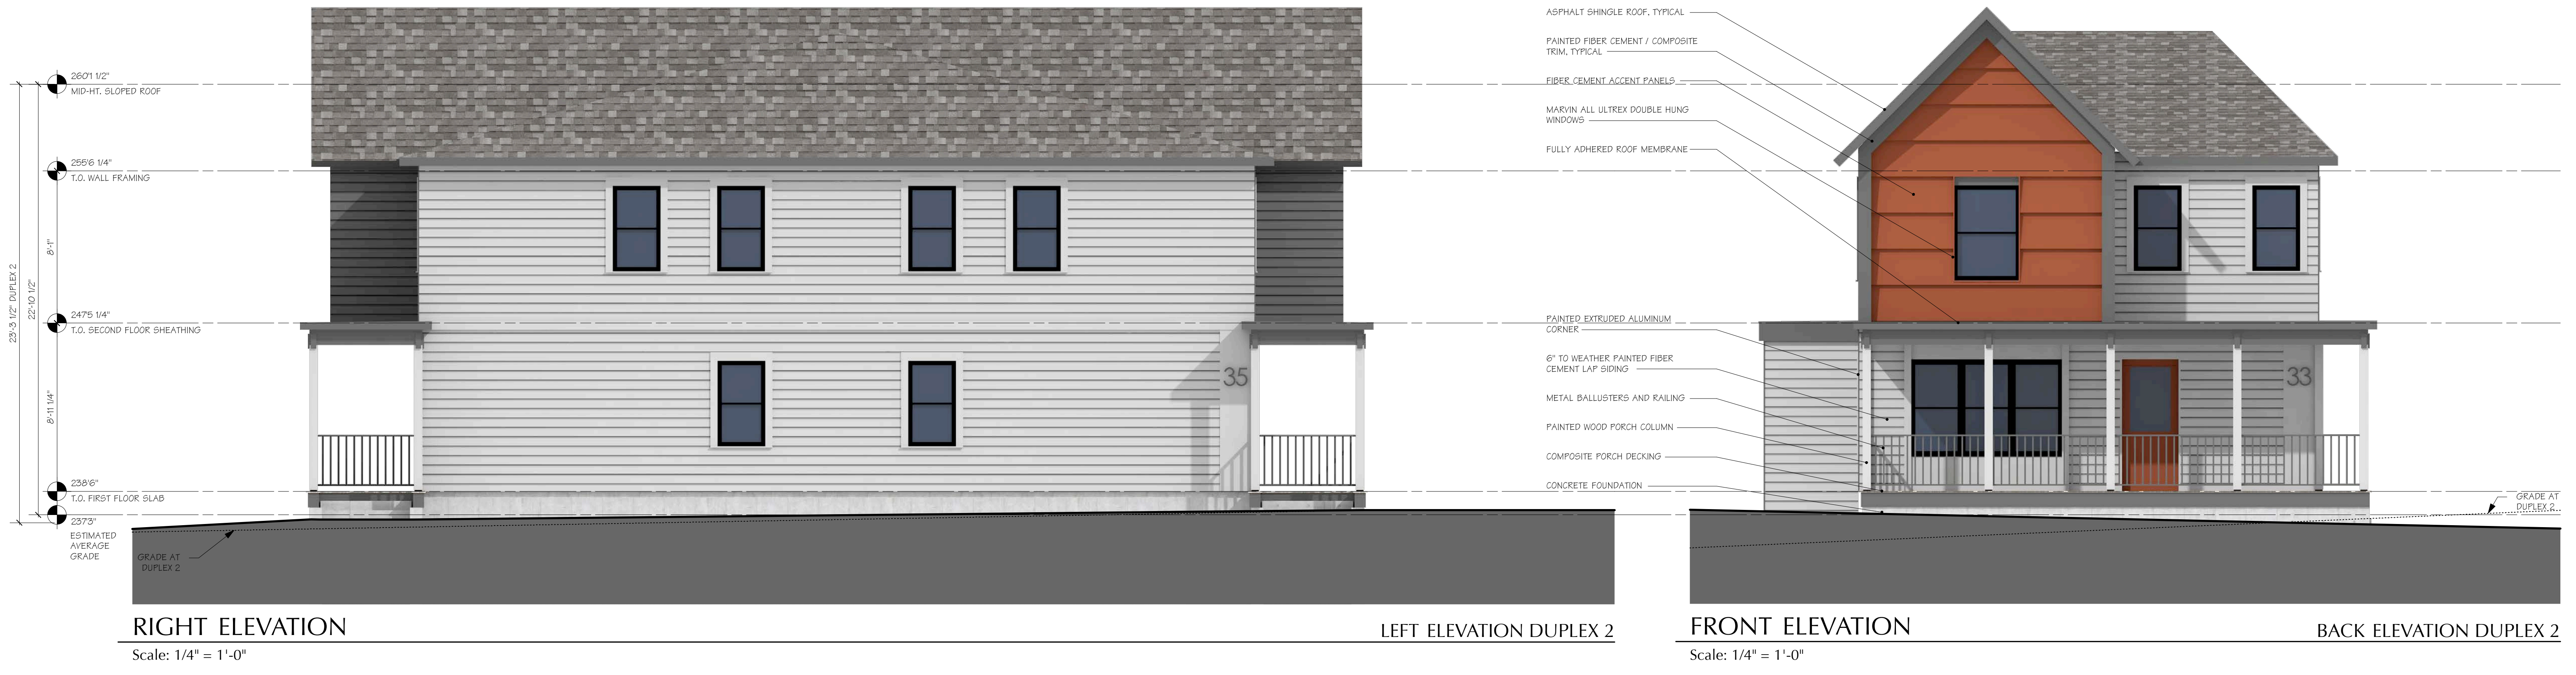 260'1 1/2"
MID-HT. SLOPED ROOF
255'6 1/4"
T.O. WALL FRAMING
8'-1"
247'5 1/4"
T.O. SECOND FLOOR SHEATHING
23'-3 1/2" DUPLEX 2
22'-10 1/2"
8'-11 1/4"
238'6"
T.O. FIRST FLOOR SLAB
237'3"
ESTIMATED
AVERAGE
GRADE
GRADE AT
DUPLEX 2
35
RIGHT ELEVATION
LEFT ELEVATION DUPLEX 2
Scale: 1/4" = 1'-0"
ASPHALT SHINGLE ROOF, TYPICAL
PAINTED FIBER CEMENT / COMPOSITE
TRIM, TYPICAL
FIBER CEMENT ACCENT PANELS
MARVIN ALL ULTREX DOUBLE HUNG
WINDOWS
FULLY ADHERED ROOF MEMBRANE
PAINTED EXTRUDED ALUMINUM
CORNER
6" TO WEATHER PAINTED FIBER
CEMENT LAP SIDING
METAL BALLUSTERS AND RAILING
PAINTED WOOD PORCH COLUMN
COMPOSITE PORCH DECKING
CONCRETE FOUNDATION
33
GRADE AT
DUPLEX 2
FRONT ELEVATION
BACK ELEVATION DUPLEX 2
Scale: 1/4" = 1'-0"